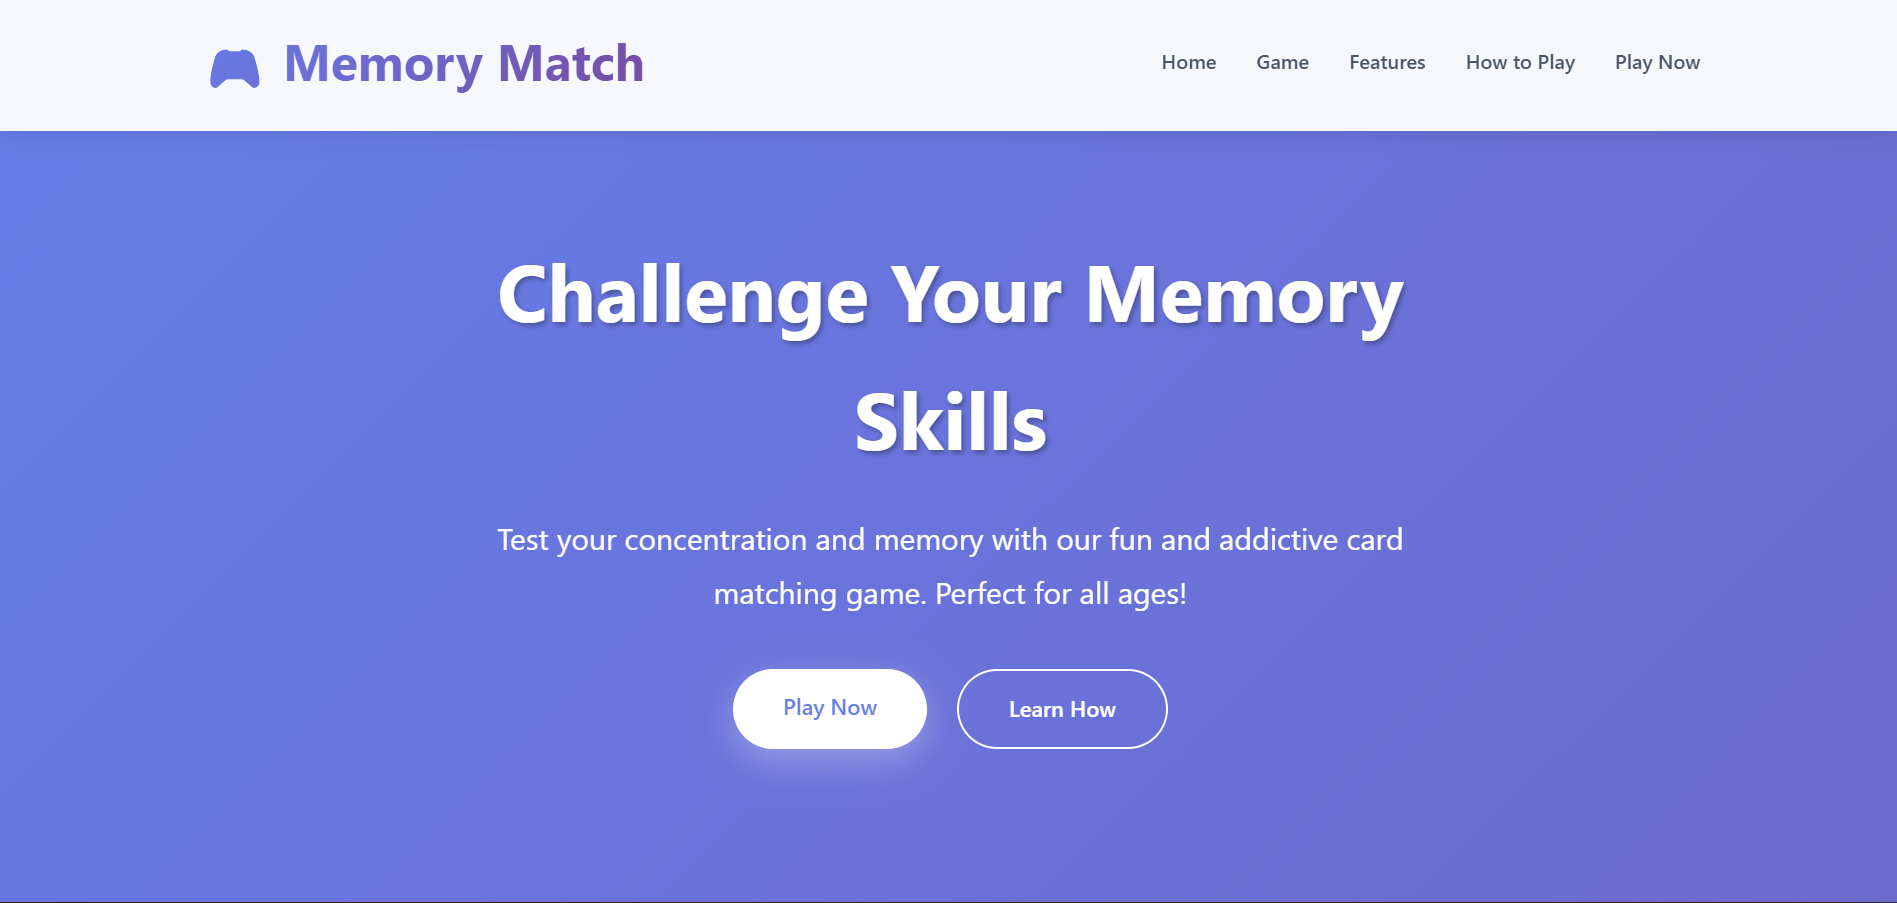 Memory Match
Home Game Features How to Play Play Now
Challenge Your Memory
Skills
Test your concentration and memory with our fun and addictive card
matching game. Perfect for all ages!
Play Now
Learn How